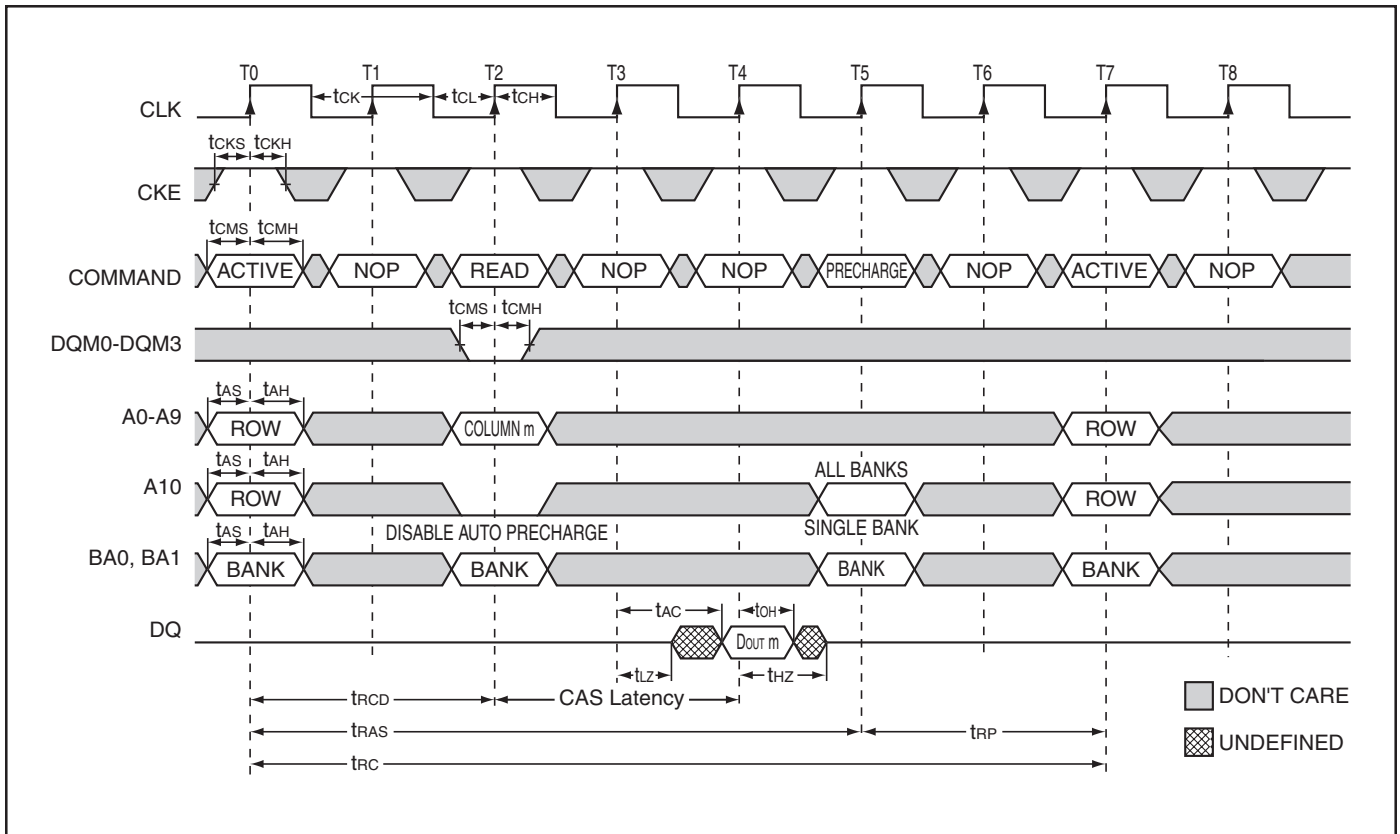 T0 T1 T2 T3 T4 T5 T6 T7 T8
CLK
tCK tCL tCH
tCKS tCKH
CKE
tCMS tCMH
COMMAND
ACTIVE NOP READ NOP NOP PRECHARGE NOP ACTIVE NOP
tCMS tCMH
DQM0-DQM3
tAS tAH
A0-A9
ROW COLUMN m ROW
tAS tAH
ALL BANKS
A10
ROW ROW
DISABLE AUTO PRECHARGE
SINGLE BANK
tAS tAH
BA0, BA1
BANK BANK BANK BANK
tAC tOH
DQ
DOUT m
tLZ tHZ
tRCD CAS Latency
tRAS tRP
tRC
DON'T CARE
UNDEFINED